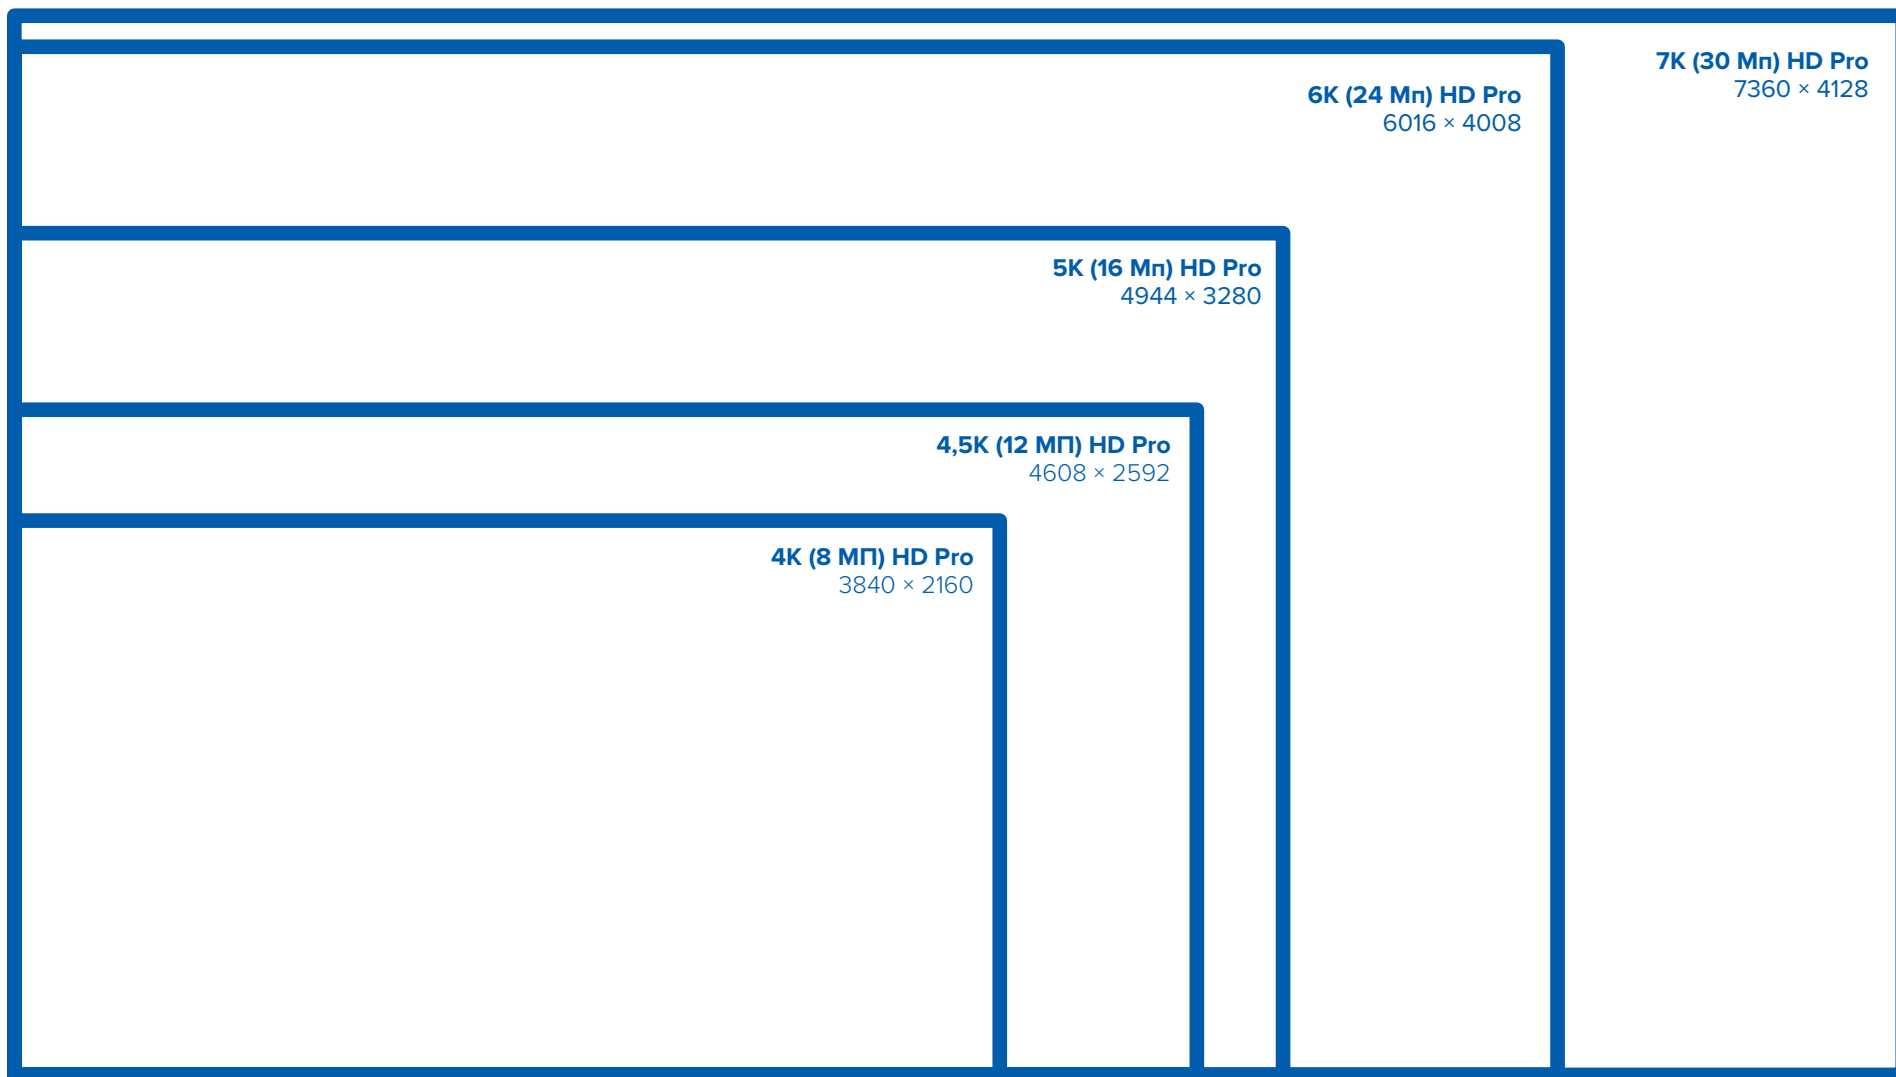 7K (30 Мп) HD Pro
7360 × 4128
6K (24 Мп) HD Pro
6016 × 4008
5K (16 Мп) HD Pro
4944 × 3280
4,5K (12 МП) HD Pro
4608 × 2592
4K (8 МП) HD Pro
3840 × 2160